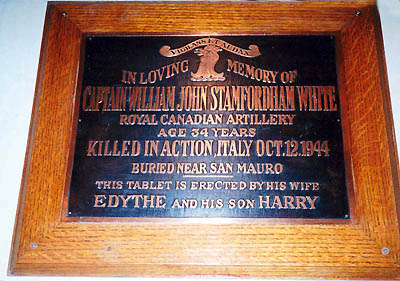 VIGILANS ET AUDAX
IN LOVING MEMORY OF
CAPTAIN WILLIAM JOHN STAMFORDHAM WHITE
ROYAL CANADIAN ARTILLERY
AGE 34 YEARS
KILLED IN ACTION, ITALY OCT. 12. 1944
BURIED NEAR SAN MAURO
THIS TABLET IS ERECTED BY HIS WIFE
EDYTHE AND HIS SON HARRY